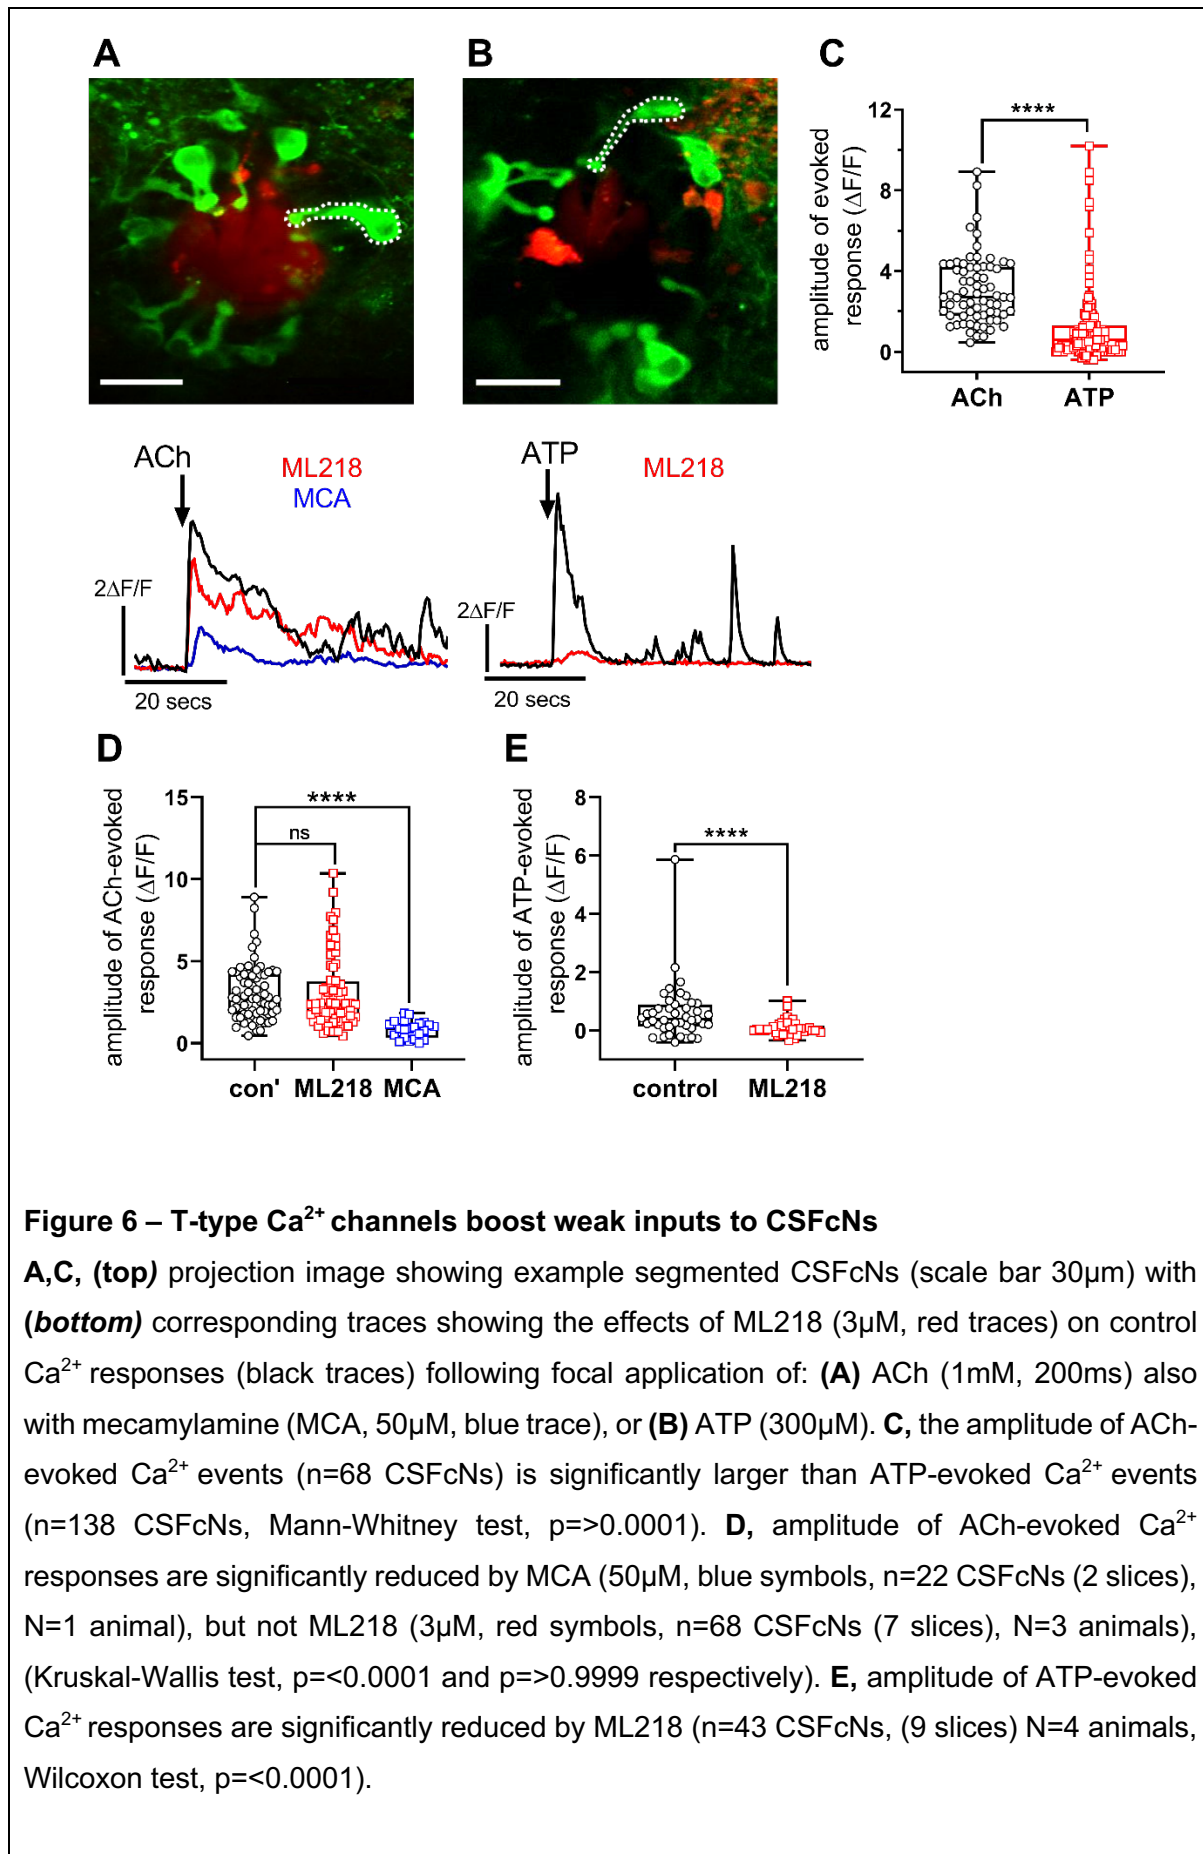 A
B
C
12
8
4
0
amplitude of evoked
response (ΔF/F)
****
ACh
ATP
ACh
ML218
MCA
2ΔF/F
20 secs
ATP
ML218
2ΔF/F
20 secs
D
15
10
5
0
amplitude of ACh-evoked
response (ΔF/F)
****
ns
con'
ML218
MCA
E
8
6
4
2
0
amplitude of ATP-evoked
response (ΔF/F)
****
control
ML218
Figure 6 – T-type Ca²⁺ channels boost weak inputs to CSFcNs
A,C, (top) projection image showing example segmented CSFcNs (scale bar 30µm) with
(bottom) corresponding traces showing the effects of ML218 (3µM, red traces) on control
Ca²⁺ responses (black traces) following focal application of: (A) ACh (1mM, 200ms) also
with mecamylamine (MCA, 50µM, blue trace), or (B) ATP (300µM). C, the amplitude of ACh-
evoked Ca²⁺ events (n=68 CSFcNs) is significantly larger than ATP-evoked Ca²⁺ events
(n=138 CSFcNs, Mann-Whitney test, p=>0.0001). D, amplitude of ACh-evoked Ca²⁺
responses are significantly reduced by MCA (50µM, blue symbols, n=22 CSFcNs (2 slices),
N=1 animal), but not ML218 (3µM, red symbols, n=68 CSFcNs (7 slices), N=3 animals),
(Kruskal-Wallis test, p=<0.0001 and p=>0.9999 respectively). E, amplitude of ATP-evoked
Ca²⁺ responses are significantly reduced by ML218 (n=43 CSFcNs, (9 slices) N=4 animals,
Wilcoxon test, p=<0.0001).